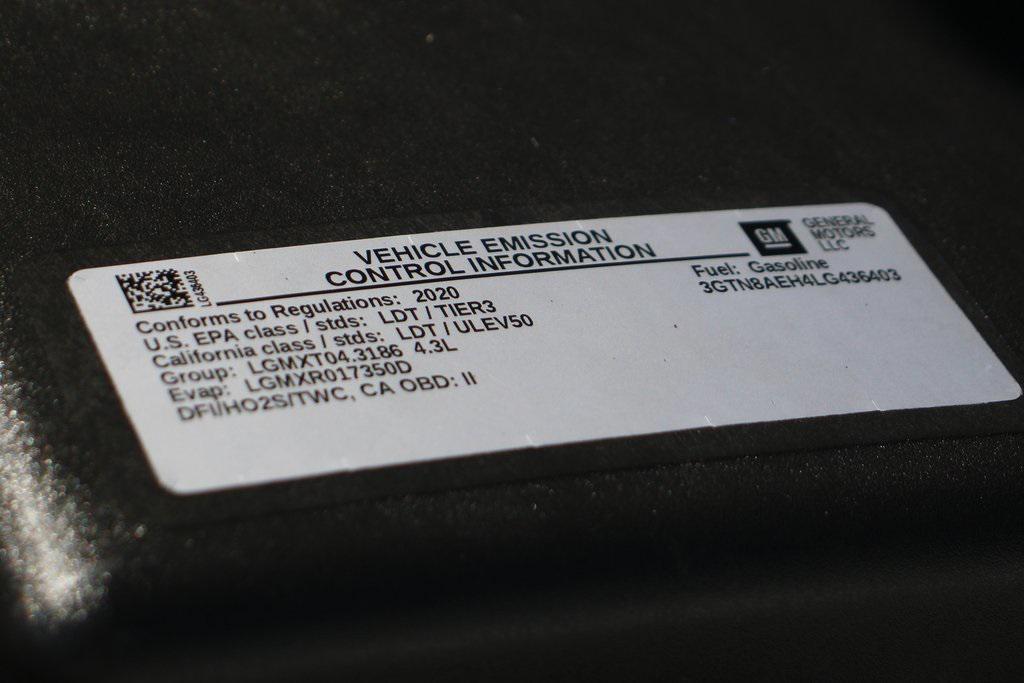 VEHICLE EMISSION
CONTROL INFORMATION
GM
GENERAL
MOTORS
LLC
LG436403
Fuel: Gasoline
3GTN8AEH4LG436403
Conforms to Regulations: 2020
U.S. EPA class / stds: LDT / TIER3
California class / stds: LDT / ULEV50
Group: LGMXT04.3186 4.3L
Evap: LGMXR017350D
DFI/HO2S/TWC, CA OBD: II